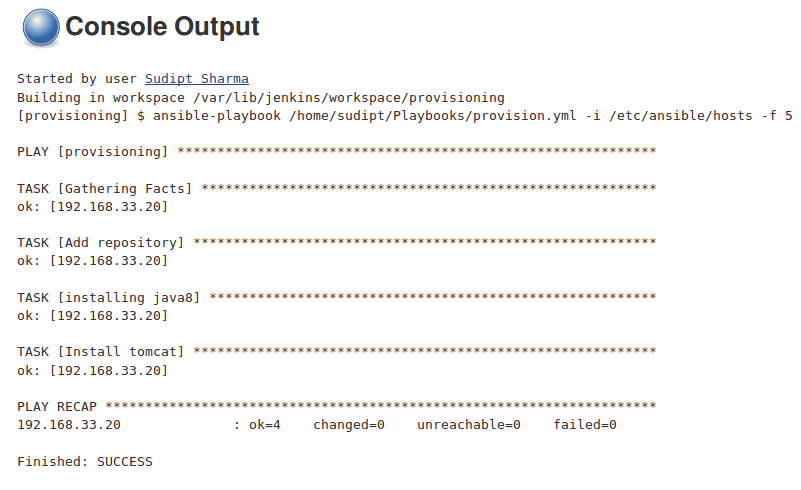 Console Output
Started by user Sudipt Sharma
Building in workspace /var/lib/jenkins/workspace/provisioning
[provisioning] $ ansible-playbook /home/sudipt/Playbooks/provision.yml -i /etc/ansible/hosts -f 5
PLAY [provisioning] ************************************************************
TASK [Gathering Facts] *********************************************************
ok: [192.168.33.20]
TASK [Add repository] **********************************************************
ok: [192.168.33.20]
TASK [installing java8] ********************************************************
ok: [192.168.33.20]
TASK [Install tomcat] **********************************************************
ok: [192.168.33.20]
PLAY RECAP *********************************************************************
192.168.33.20              : ok=4    changed=0    unreachable=0    failed=0
Finished: SUCCESS